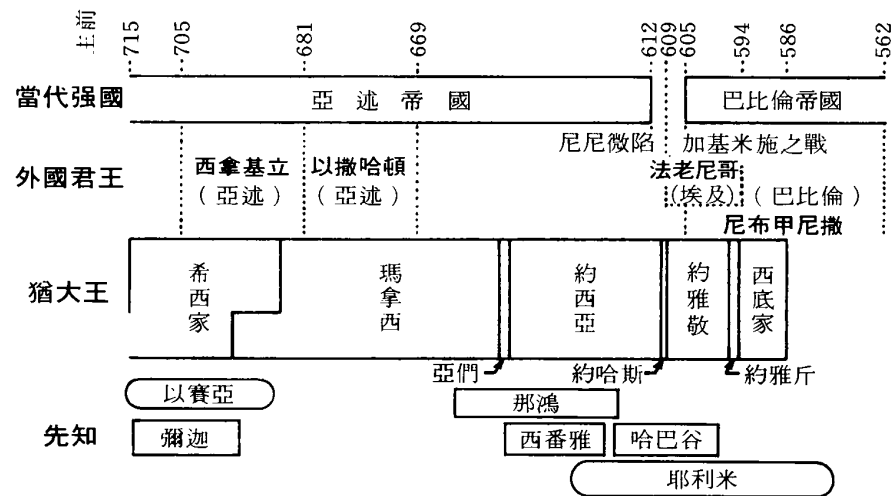 主前
715 705 681 669 612 609 605 594 586 562
當代强國 亞述帝國 巴比倫帝國
尼尼微陷 加基米施之戰
外國君王 西拿基立 以撒哈頓 法老尼哥
(亞述) (亞述) (埃及) (巴比倫)
尼布甲尼撒
猶大王 希西家 瑪拿西 約西亞 約雅敬 西底家
亞們 約哈斯 約雅斤
以賽亞 那鴻
先知 彌迦 西番雅 哈巴谷
耶利米